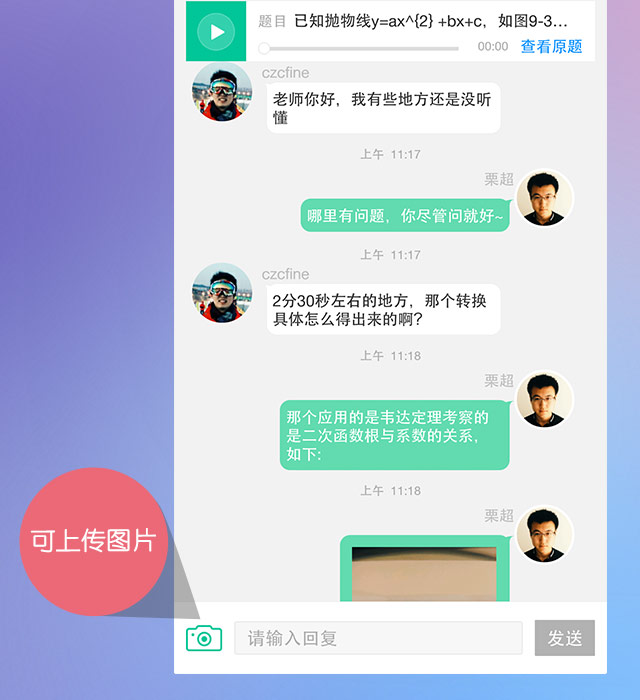 题目 已知抛物线y=ax^{2} +bx+c，如图9-3…
00:00 查看原题
czcfine
老师你好，我有些地方还是没听
懂
上午 11:17
栗超
哪里有问题，你尽管问就好~
上午 11:17
czcfine
2分30秒左右的地方，那个转换
具体怎么得出来的啊?
上午 11:18
栗超
那个应用的是韦达定理考察的
是二次函数根与系数的关系，
如下:
上午 11:18
栗超
可上传图片
请输入回复
发送